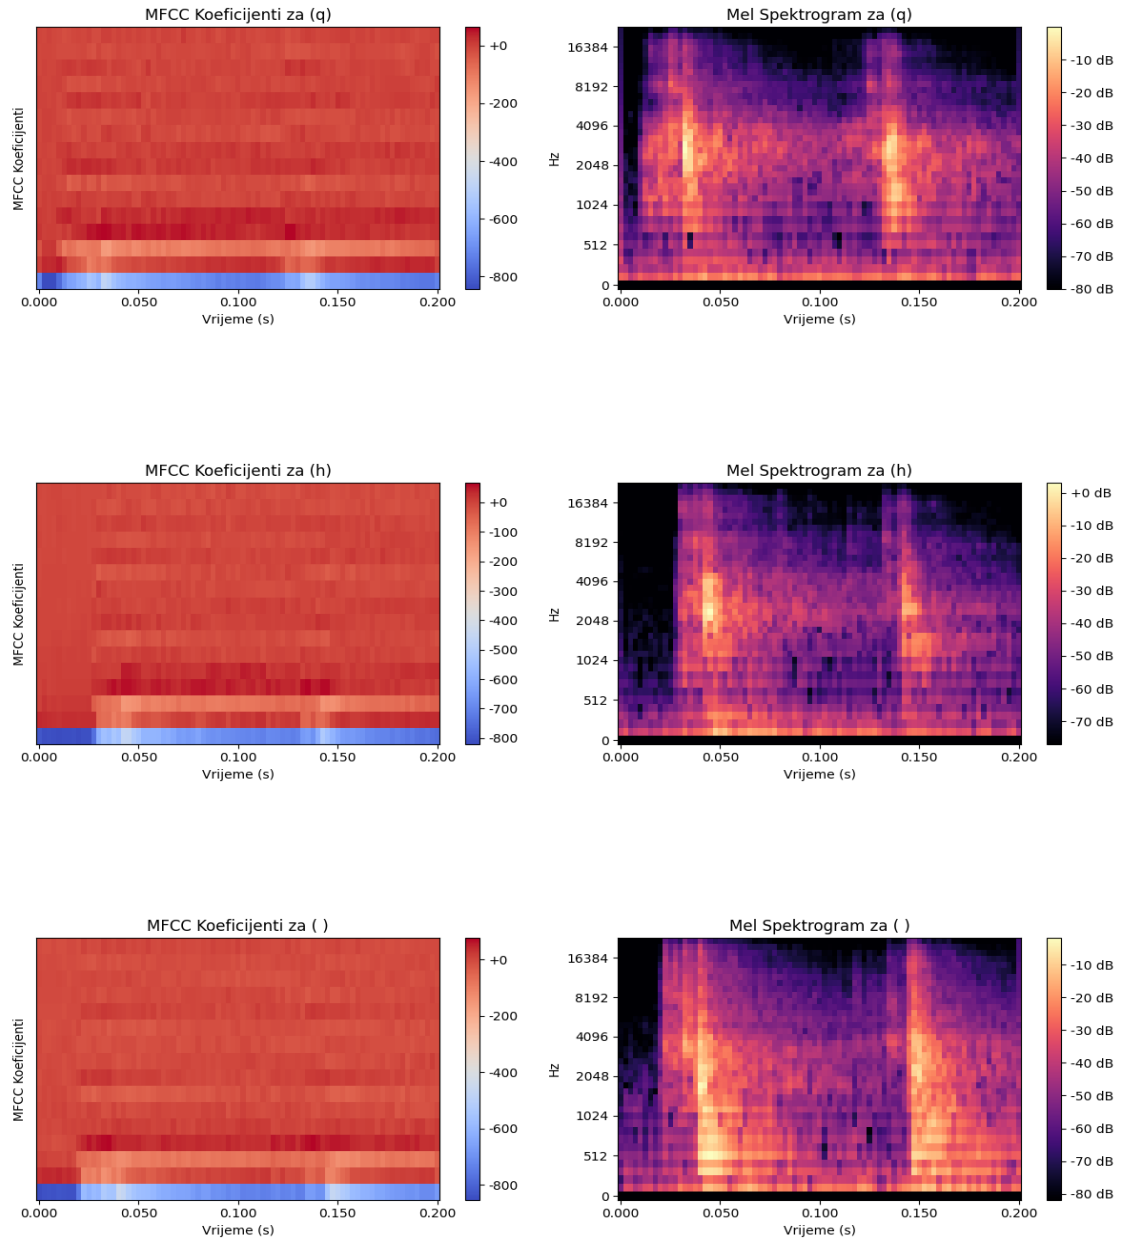 MFCC Koeficijenti za (q)
MFCC Koeficijenti
+0
-200
-400
-600
-800
0.000 0.050 0.100 0.150 0.200
Vrijeme (s)
Mel Spektrogram za (q)
Hz
16384
8192
4096
2048
1024
512
0
-10 dB
-20 dB
-30 dB
-40 dB
-50 dB
-60 dB
-70 dB
-80 dB
0.000 0.050 0.100 0.150 0.200
Vrijeme (s)
MFCC Koeficijenti za (h)
MFCC Koeficijenti
+0
-100
-200
-300
-400
-500
-600
-700
-800
0.000 0.050 0.100 0.150 0.200
Vrijeme (s)
Mel Spektrogram za (h)
Hz
16384
8192
4096
2048
1024
512
0
+0 dB
-10 dB
-20 dB
-30 dB
-40 dB
-50 dB
-60 dB
-70 dB
0.000 0.050 0.100 0.150 0.200
Vrijeme (s)
MFCC Koeficijenti za ( )
MFCC Koeficijenti
+0
-200
-400
-600
-800
0.000 0.050 0.100 0.150 0.200
Vrijeme (s)
Mel Spektrogram za ( )
Hz
16384
8192
4096
2048
1024
512
0
-10 dB
-20 dB
-30 dB
-40 dB
-50 dB
-60 dB
-70 dB
-80 dB
0.000 0.050 0.100 0.150 0.200
Vrijeme (s)